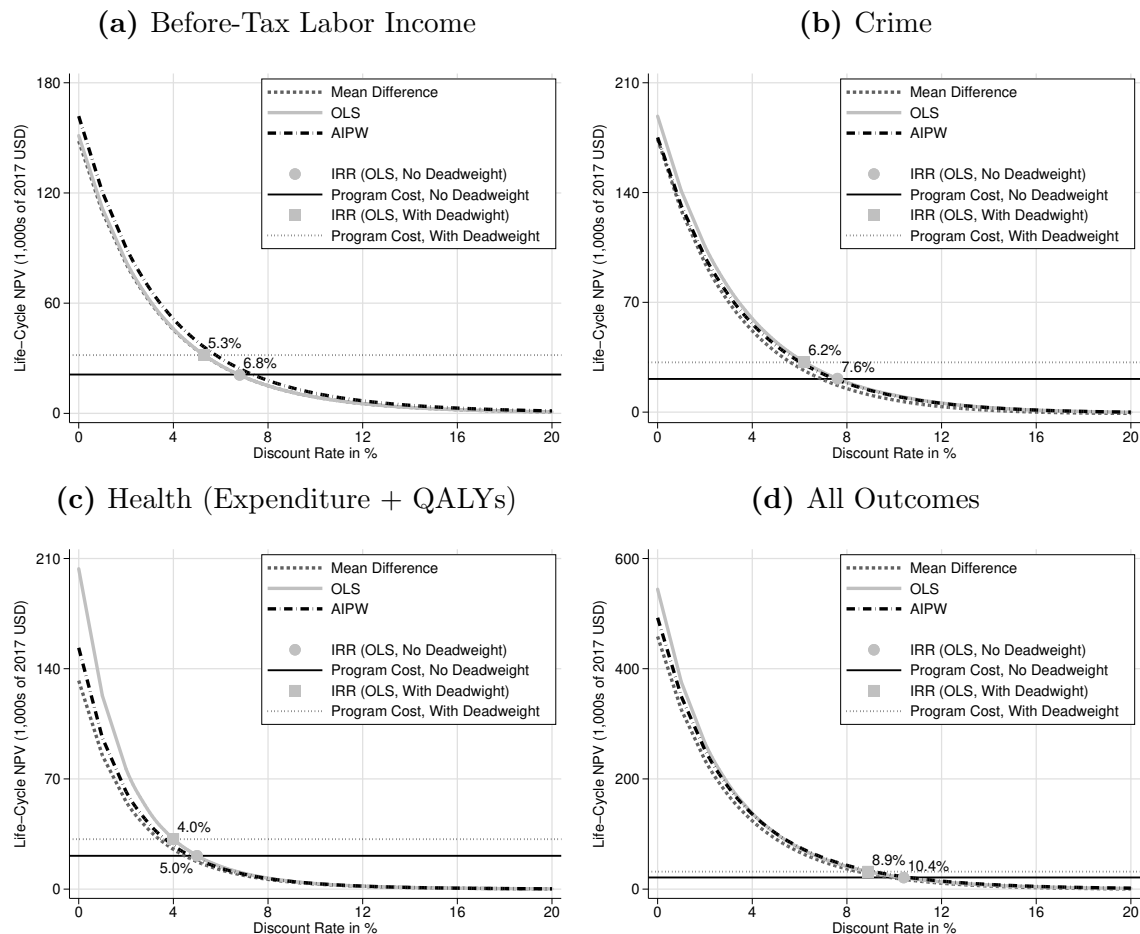 (a) Before-Tax Labor Income
Life−Cycle NPV (1,000s of 2017 USD)
180
120
60
0
0 4 8 12 16 20
Discount Rate in %
Mean Difference
OLS
AIPW
IRR (OLS, No Deadweight)
Program Cost, No Deadweight
IRR (OLS, With Deadwight)
Program Cost, With Deadweight
5.3%
6.8%
(b) Crime
Life−Cycle NPV (1,000s of 2017 USD)
210
140
70
0
0 4 8 12 16 20
Discount Rate in %
Mean Difference
OLS
AIPW
IRR (OLS, No Deadweight)
Program Cost, No Deadweight
IRR (OLS, With Deadwight)
Program Cost, With Deadweight
6.2%
7.6%
(c) Health (Expenditure + QALYs)
Life−Cycle NPV (1,000s of 2017 USD)
210
140
70
0
0 4 8 12 16 20
Discount Rate in %
Mean Difference
OLS
AIPW
IRR (OLS, No Deadweight)
Program Cost, No Deadweight
IRR (OLS, With Deadwight)
Program Cost, With Deadweight
4.0%
5.0%
(d) All Outcomes
Life−Cycle NPV (1,000s of 2017 USD)
600
400
200
0
0 4 8 12 16 20
Discount Rate in %
Mean Difference
OLS
AIPW
IRR (OLS, No Deadweight)
Program Cost, No Deadweight
IRR (OLS, With Deadwight)
Program Cost, With Deadweight
8.9%
10.4%